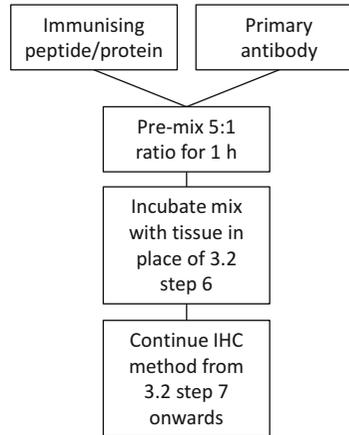 Immunising
peptide/protein
Primary
antibody
Pre-mix 5:1
ratio for 1 h
Incubate mix
with tissue in
place of 3.2
step 6
Continue IHC
method from
3.2 step 7
onwards